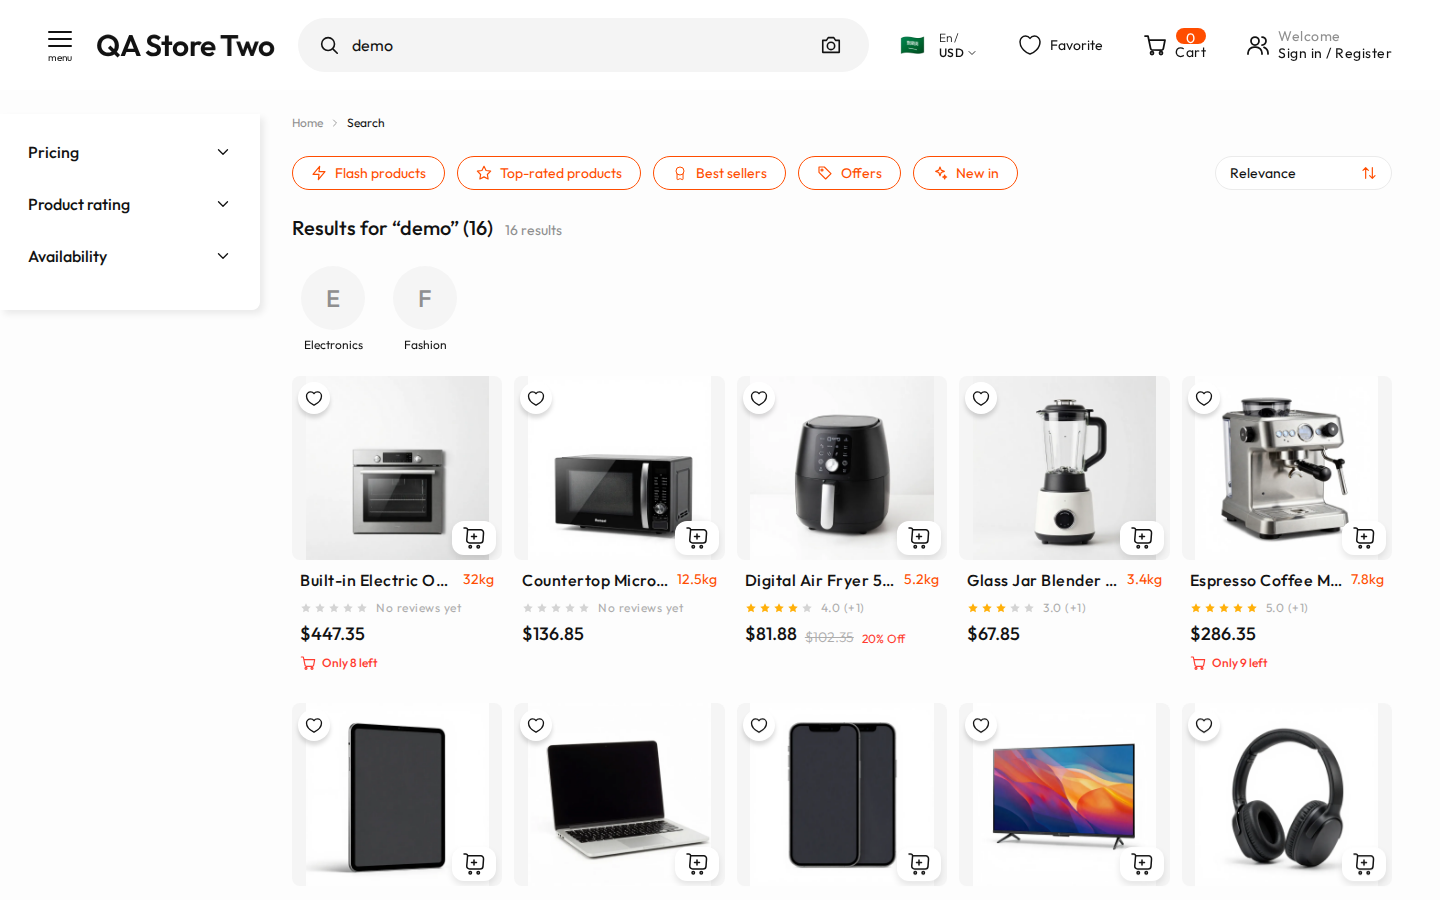 menu
QA Store Two
demo
En/
USD
Favorite
0
Cart
Welcome
Sign in / Register
Pricing
Product rating
Availability
Home > Search
Flash products
Top-rated products
Best sellers
Offers
New in
Relevance
Results for “demo” (16) 16 results
E
F
Electronics
Fashion
Built-in Electric O... 32kg
No reviews yet
$447.35
Only 8 left
Countertop Micro... 12.5kg
No reviews yet
$136.85
Digital Air Fryer 5... 5.2kg
4.0 (+1)
$81.88 $102.35 20% Off
Glass Jar Blender ... 3.4kg
3.0 (+1)
$67.85
Espresso Coffee M... 7.8kg
5.0 (+1)
$286.35
Only 9 left